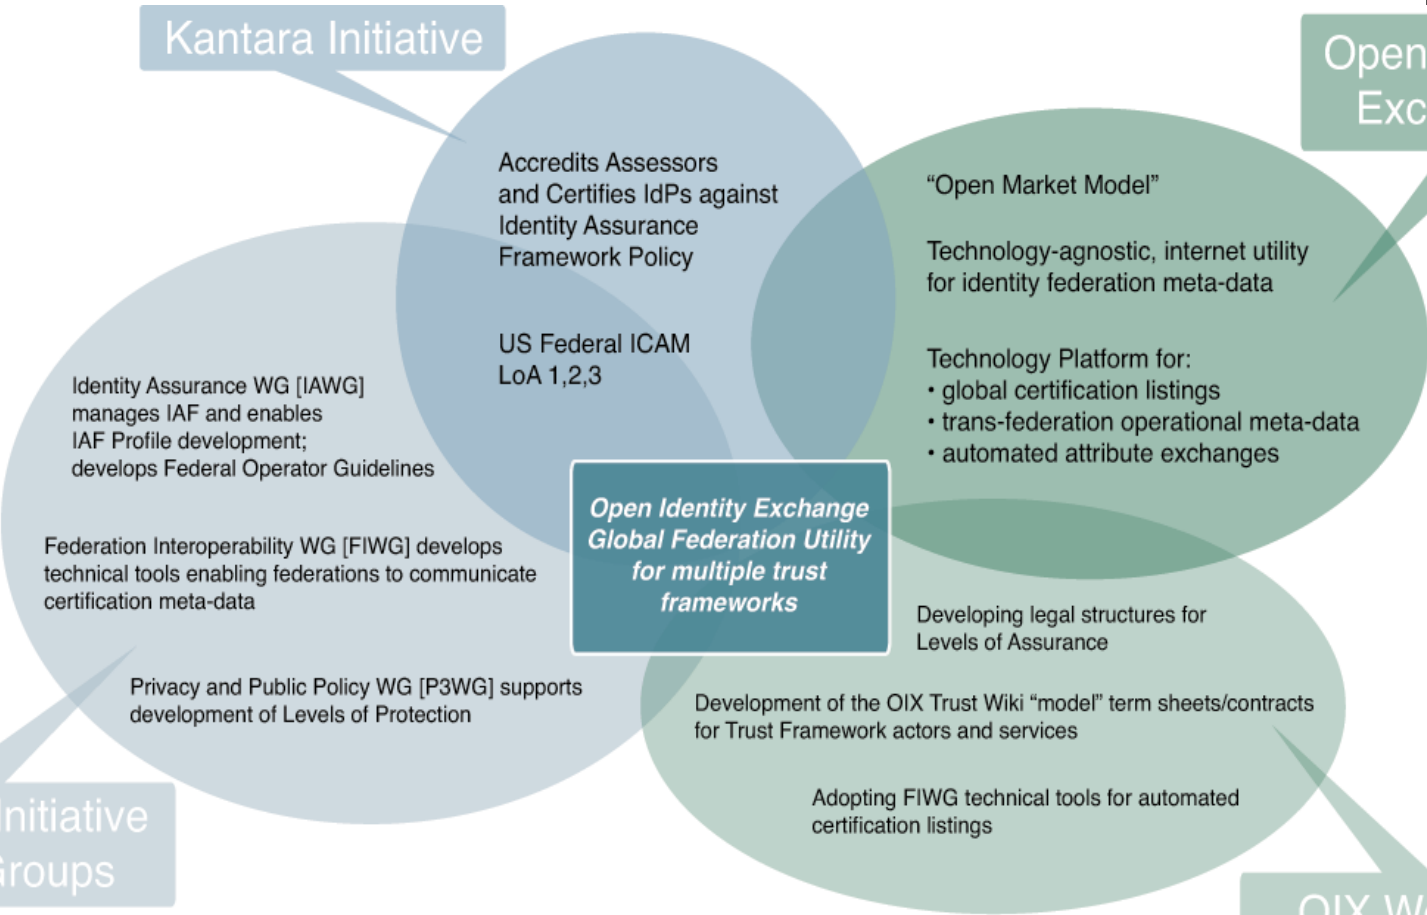 Kantara Initiative
Open
Exc
Accredits Assessors
and Certifies IdPs against
Identity Assurance
Framework Policy
US Federal ICAM
LoA 1,2,3
“Open Market Model”
Technology-agnostic, internet utility
for identity federation meta-data
Technology Platform for:
• global certification listings
• trans-federation operational meta-data
• automated attribute exchanges
Identity Assurance WG [IAWG]
manages IAF and enables
IAF Profile development;
develops Federal Operator Guidelines
Federation Interoperability WG [FIWG] develops
technical tools enabling federations to communicate
certification meta-data
Privacy and Public Policy WG [P3WG] supports
development of Levels of Protection
Open Identity Exchange
Global Federation Utility
for multiple trust
frameworks
Developing legal structures for
Levels of Assurance
Development of the OIX Trust Wiki “model” term sheets/contracts
for Trust Framework actors and services
Adopting FIWG technical tools for automated
certification listings
Initiative
Groups
OIX W